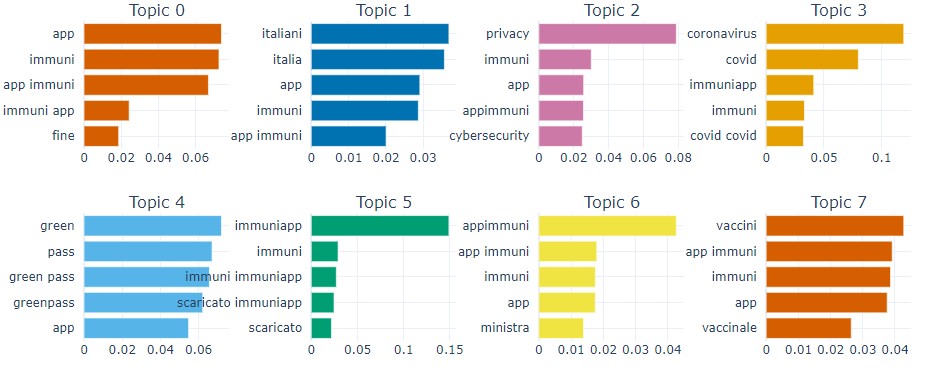 Topic 0
app
immuni
app immuni
immuni app
fine
0 0.02 0.04 0.06
Topic 1
italiani
italia
app
immuni
app immuni
0 0.01 0.02 0.03
Topic 2
privacy
immuni
app
appimmuni
cybersecurity
0 0.02 0.04 0.06 0.08
Topic 3
coronavirus
covid
immuniapp
immuni
covid covid
0 0.05 0.1
Topic 4
green
pass
green pass
greenpass
app
0 0.02 0.04 0.06
Topic 5
immuniapp
immuni
immuni immuniapp
scaricato immuniapp
scaricato
0 0.05 0.1 0.15
Topic 6
appimmuni
app immuni
immuni
app
ministra
0 0.01 0.02 0.03 0.04
Topic 7
vaccini
app immuni
immuni
app
vaccinale
0 0.01 0.02 0.03 0.04